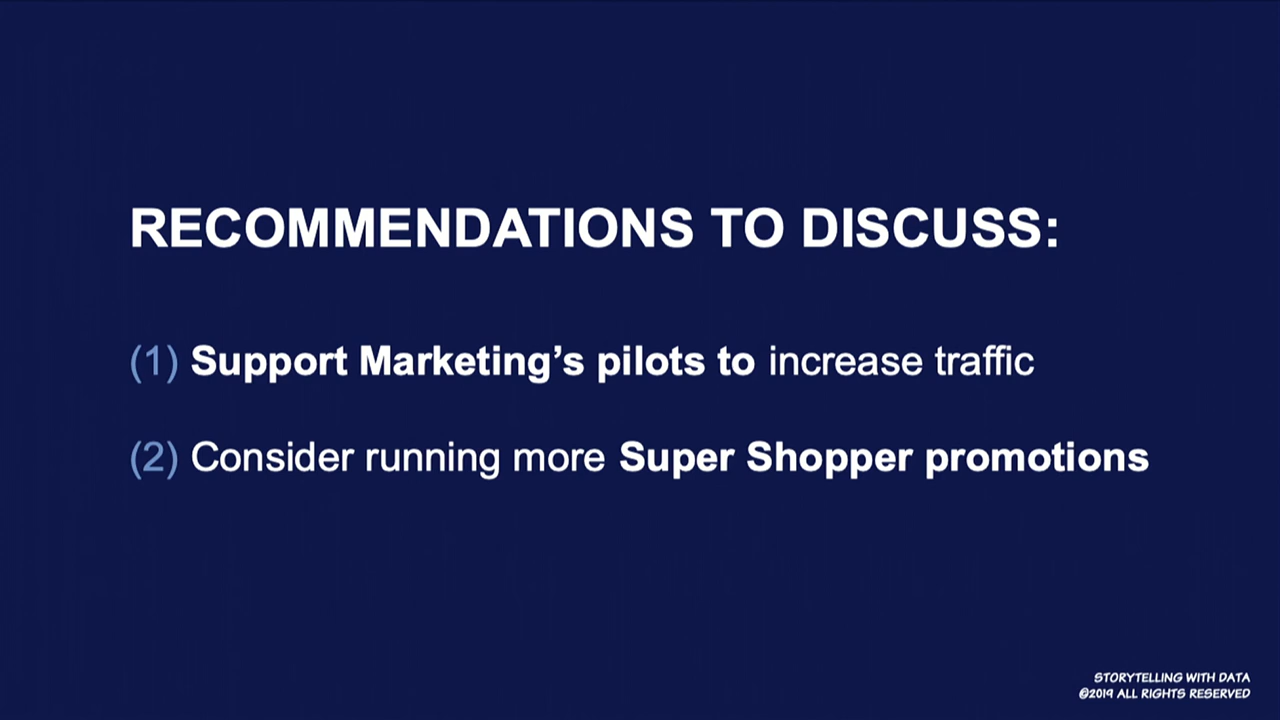 RECOMMENDATIONS TO DISCUSS:
(1) Support Marketing’s pilots to increase traffic
(2) Consider running more Super Shopper promotions
STORYTELLING WITH DATA
©2019 ALL RIGHTS RESERVED